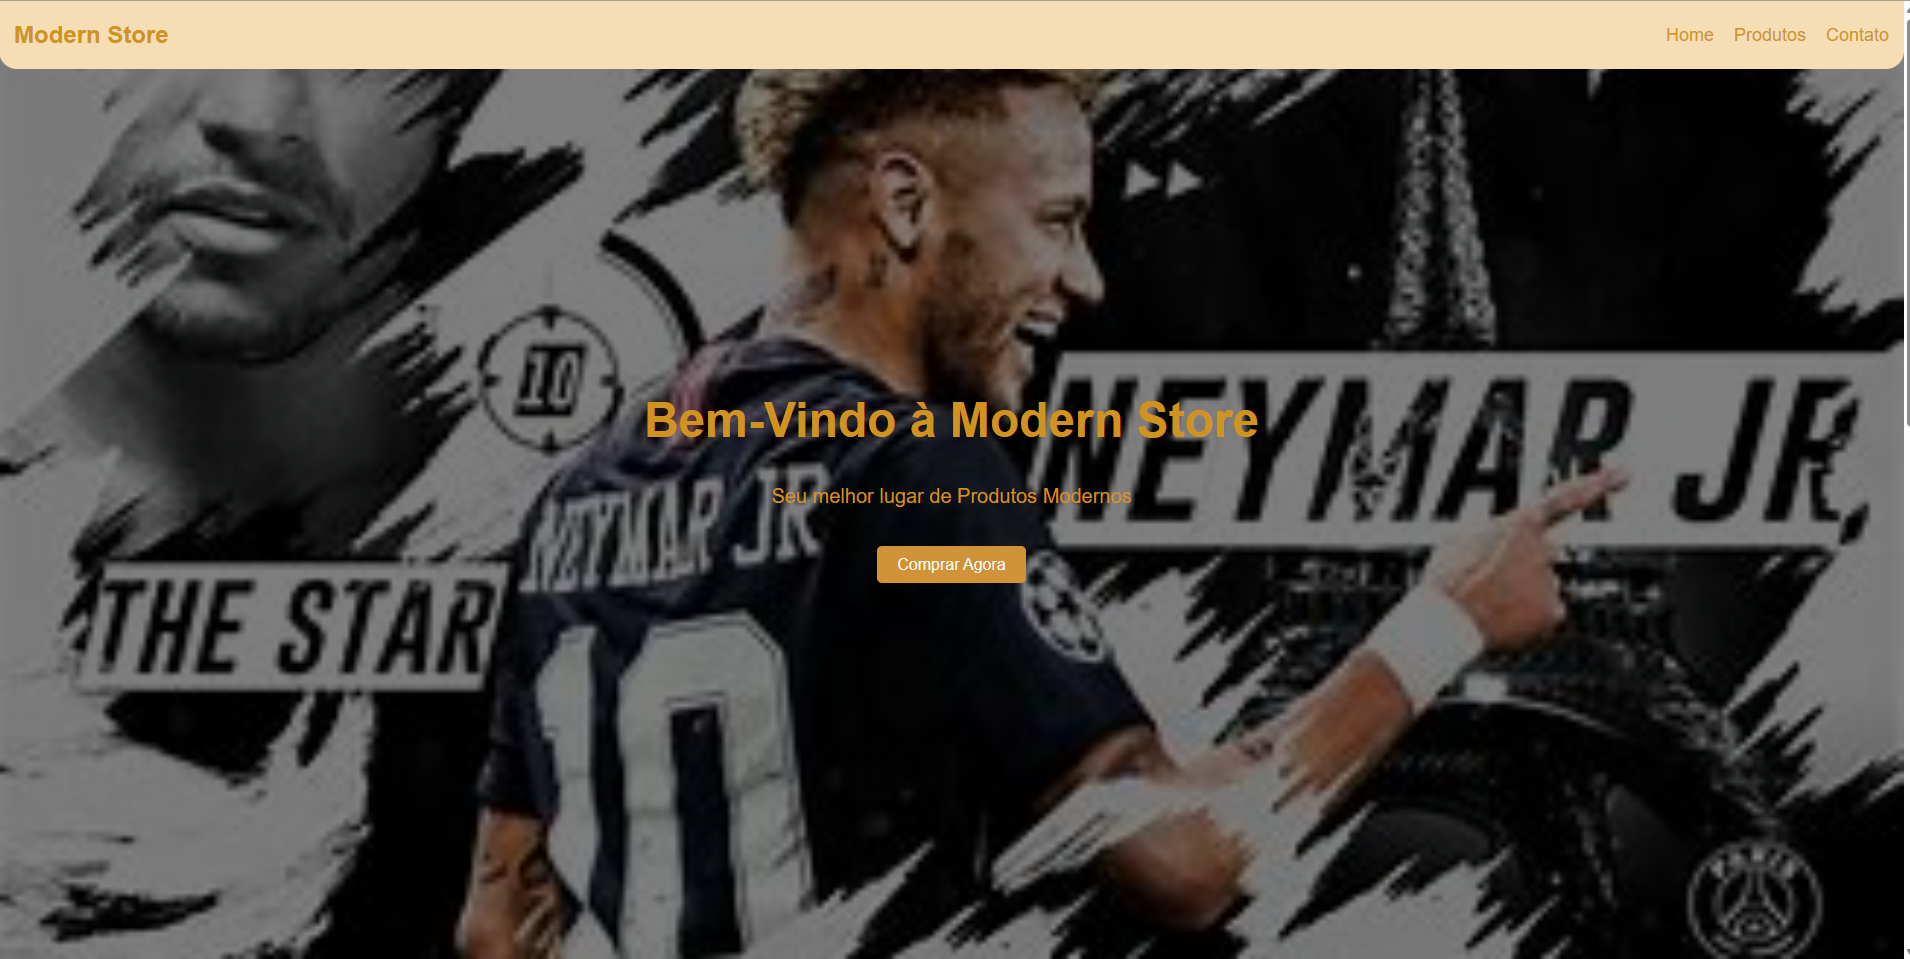 Modern Store
Home Produtos Contato
10
Bem-Vindo à Modern Store
NEYMAR JR,
Seu melhor lugar de Produtos Modernos
NEYMAR JR
Comprar Agora
THE STAR
10
PARIS